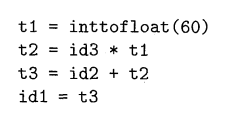 t1 = inttofloat(60)
t2 = id3 * t1
t3 = id2 + t2
id1 = t3